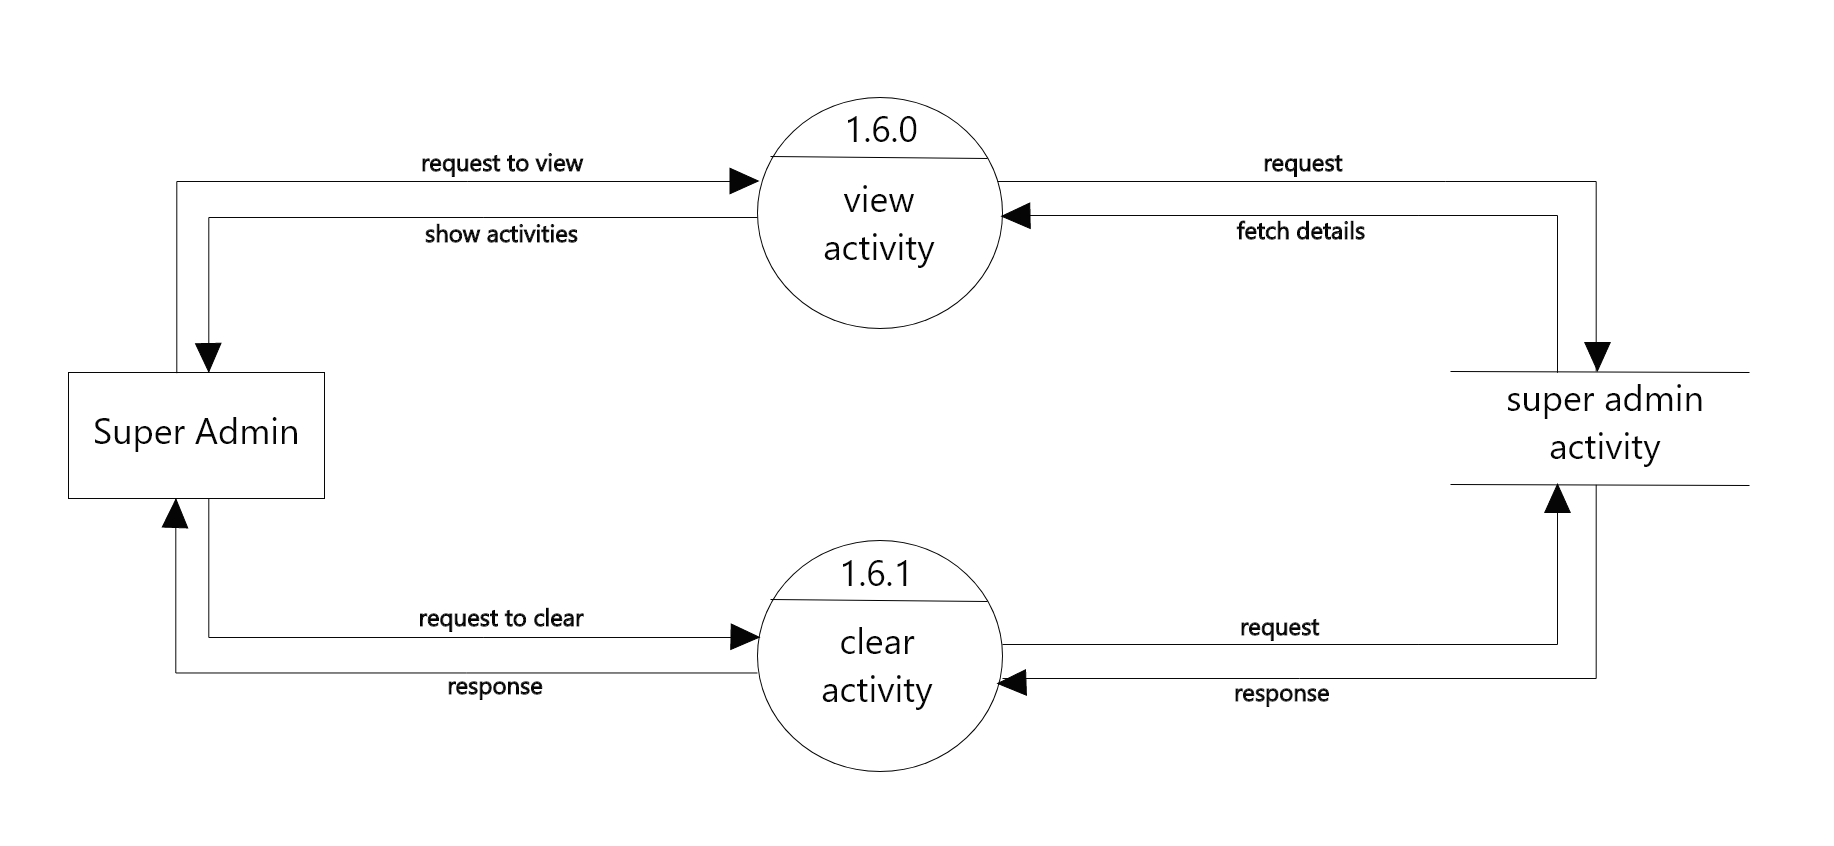 1.6.0
request to view
request
view
activity
show activities
fetch details
Super Admin
super admin
activity
1.6.1
request to clear
request
clear
activity
response
response